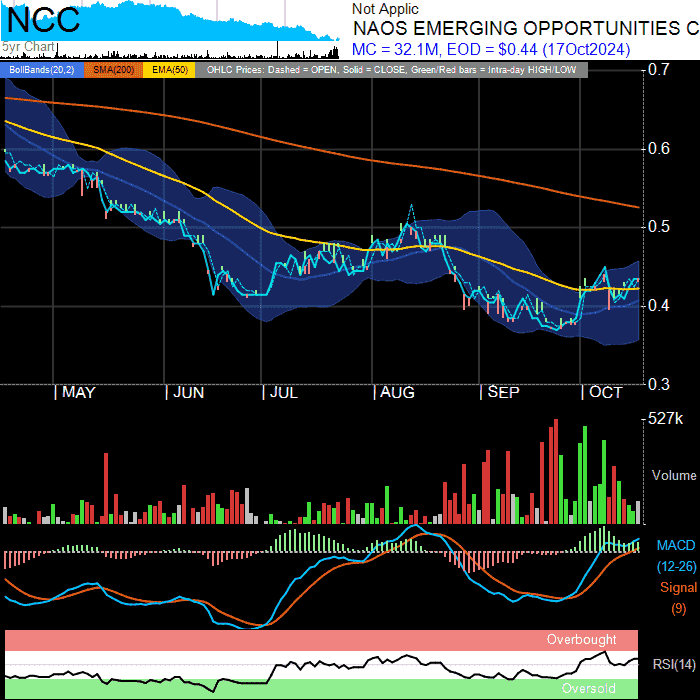 NCC
5yr Chart
Not Applic
NAOS EMERGING OPPORTUNITIES C
MC = 32.1M, EOD = $0.44 (17Oct2024)
BollBands(20,2) SMA(200) EMA(50) OHLC Prices: Dashed = OPEN, Solid = CLOSE, Green/Red bars = Intra-day HIGH/LOW
0.7
0.6
0.5
0.4
0.3
MAY JUN JUL AUG SEP OCT
527k
Volume
MACD
(12-26)
Signal
(9)
Overbought
RSI(14)
Oversold